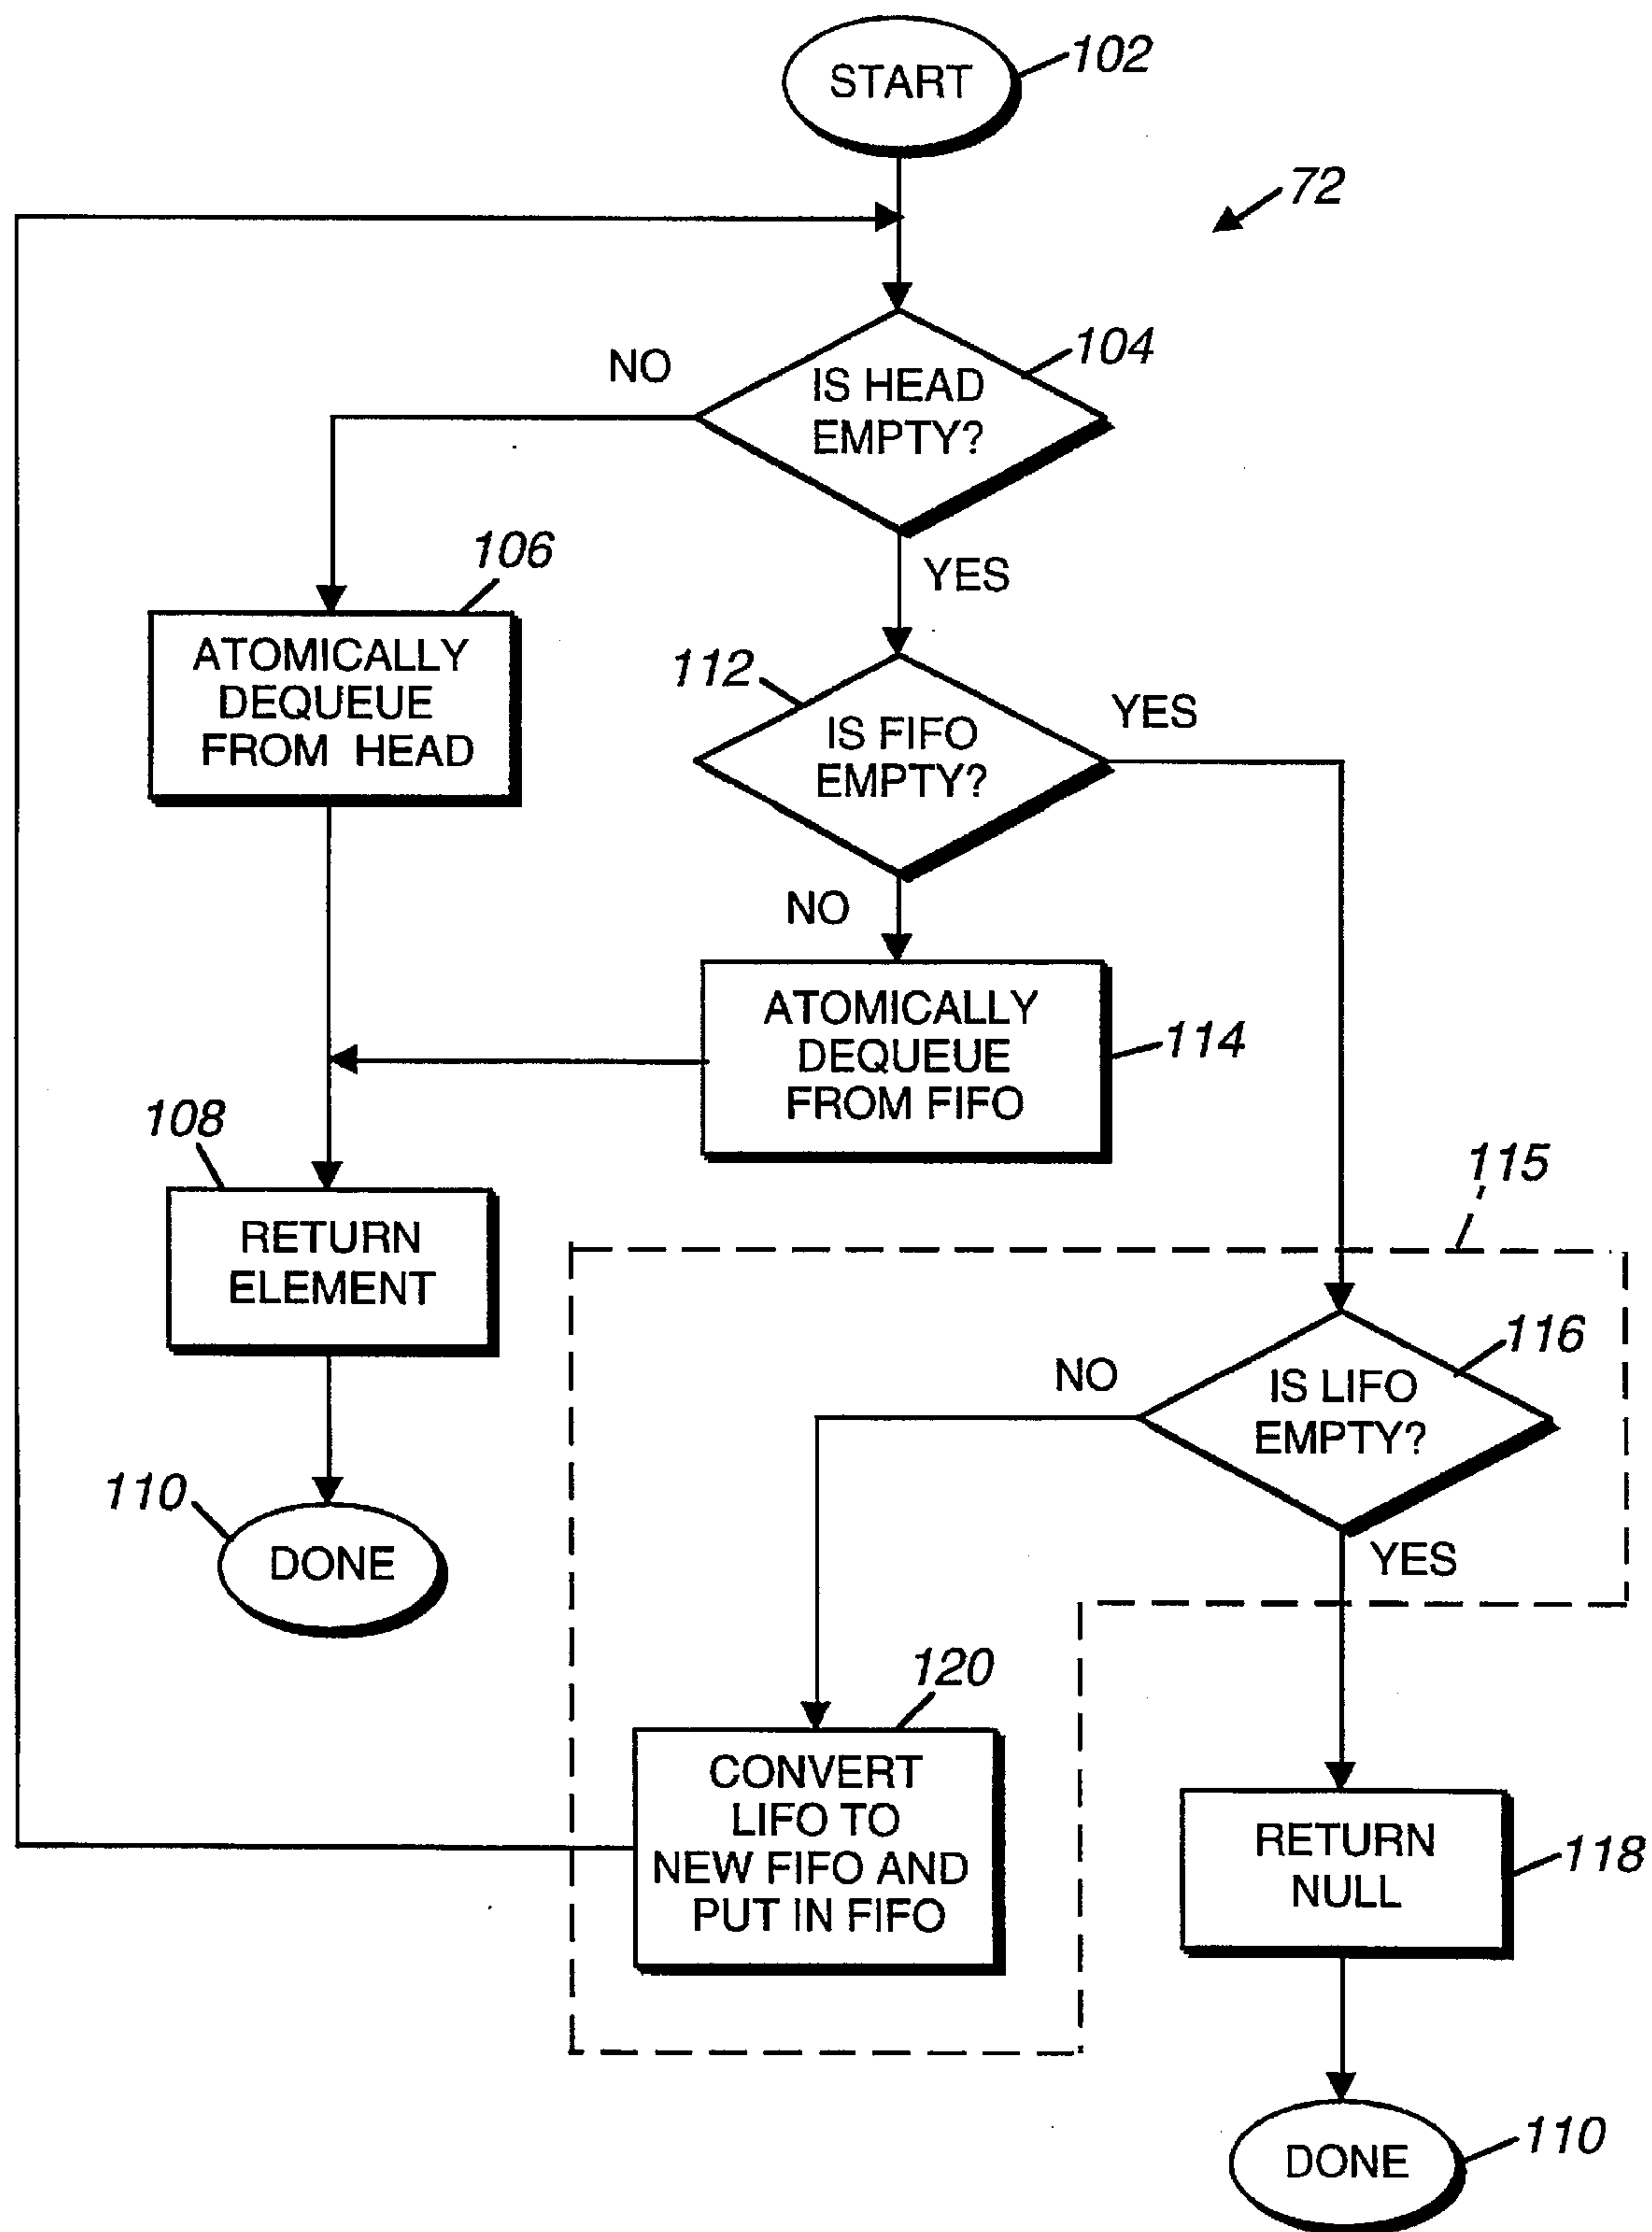 START
102
72
104
NO
IS HEAD
EMPTY?
YES
106
ATOMICALLY
DEQUEUE
FROM HEAD
112
IS FIFO
EMPTY?
YES
NO
ATOMICALLY
DEQUEUE
FROM FIFO
114
108
RETURN
ELEMENT
115
116
NO
IS LIFO
EMPTY?
YES
110
DONE
120
CONVERT
LIFO TO
NEW FIFO AND
PUT IN FIFO
RETURN
NULL
118
DONE
110